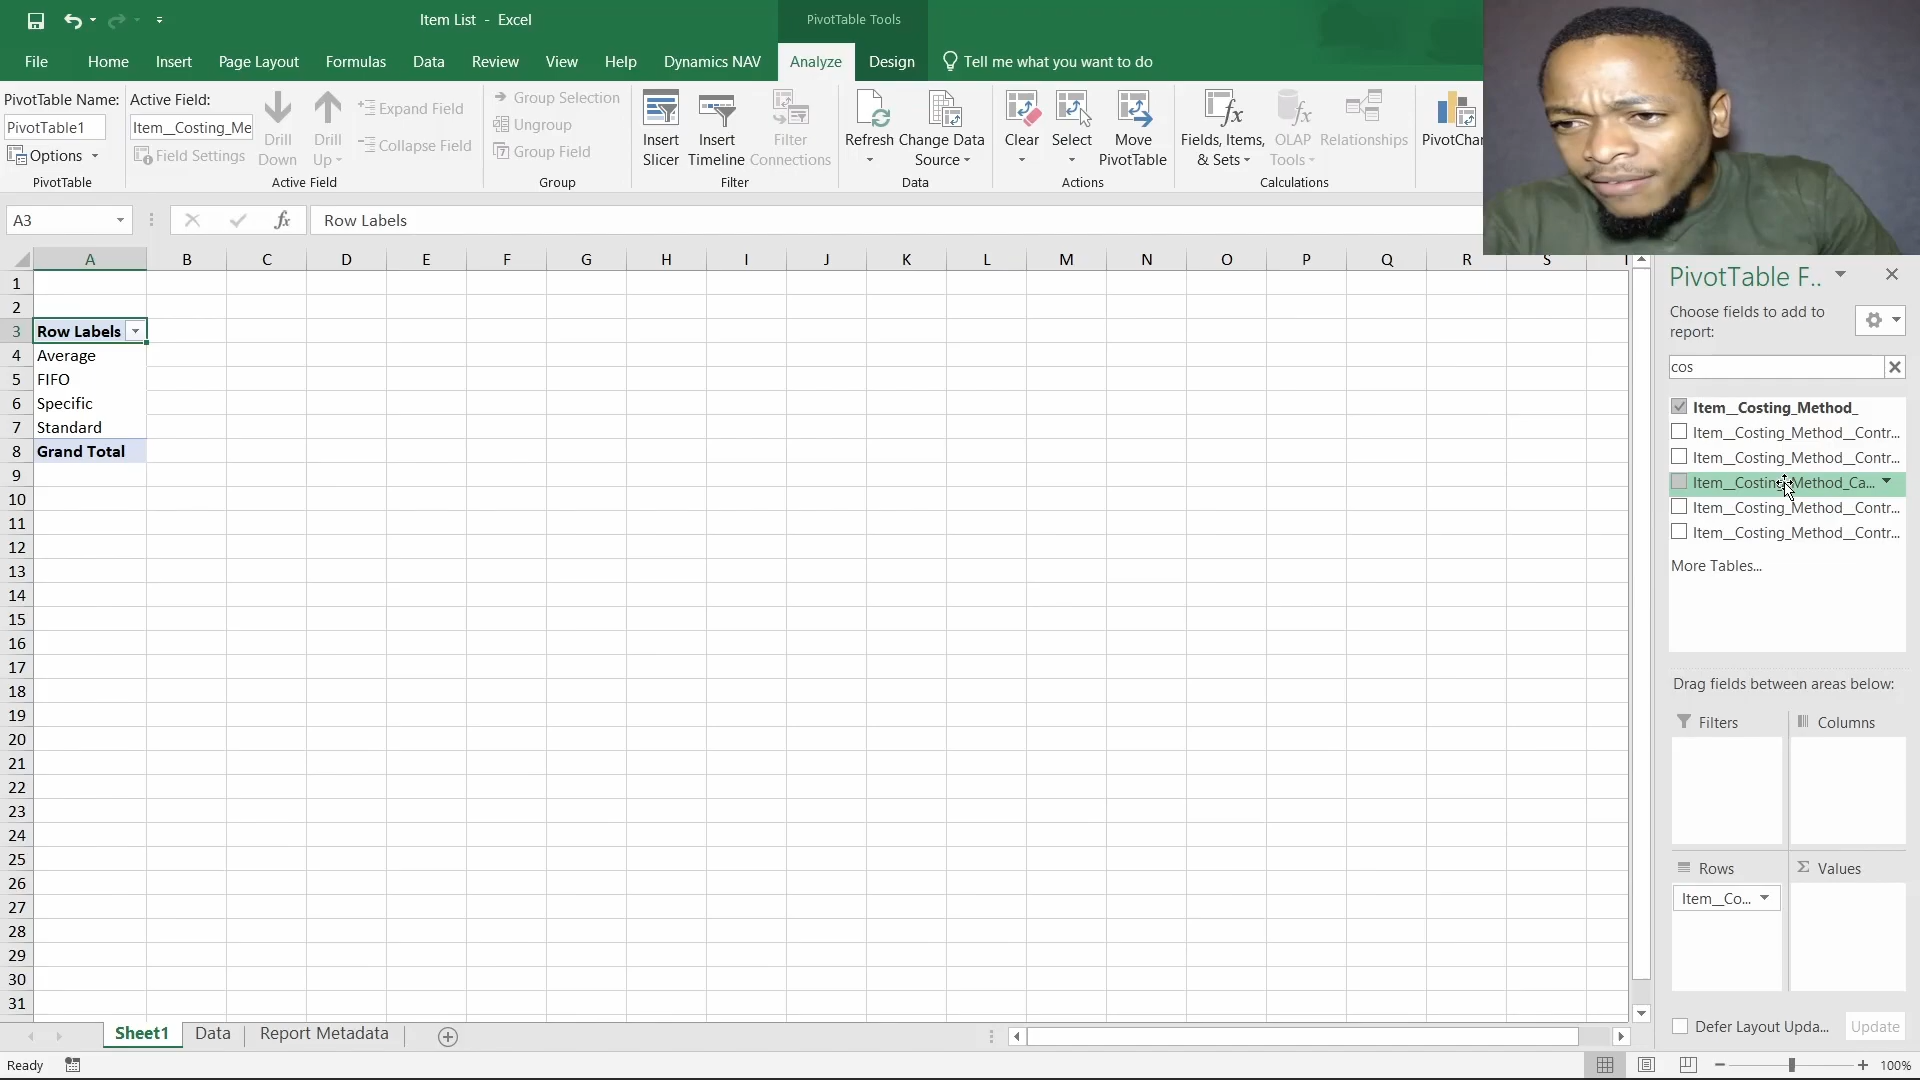 Item List - Excel
PivotTable Tools
File Home Insert Page Layout Formulas Data Review View Help Dynamics NAV Analyze Design Tell me what you want to do
PivotTable Name:
PivotTable1
Options
PivotTable
Active Field:
Item__Costing_Me
Field Settings
Drill Down
Drill Up
Expand Field
Collapse Field
Active Field
Group Selection
Ungroup
Group Field
Group
Insert Slicer
Insert Timeline
Filter Connections
Filter
Refresh
Change Data Source
Data
Clear
Select
Move PivotTable
Actions
Fields, Items, & Sets
OLAP Tools
Relationships
Calculations
PivotChar
A3
fx
Row Labels
A B C D E F G H I J K L M N O P Q R S
1
2
3 Row Labels
4 Average
5 FIFO
6 Specific
7 Standard
8 Grand Total
9
10
11
12
13
14
15
16
17
18
19
20
21
22
23
24
25
26
27
28
29
30
31
PivotTable F..
Choose fields to add to report:
cos
Item__Costing_Method_
Item__Costing_Method__Contr...
Item__Costing_Method__Contr...
Item__Costing_Method_Ca...
Item__Costing_Method__Contr...
Item__Costing_Method__Contr...
More Tables...
Drag fields between areas below:
Filters
Columns
Rows
Σ Values
Item__Co...
Defer Layout Upda...
Update
Sheet1 Data Report Metadata
Ready
100%